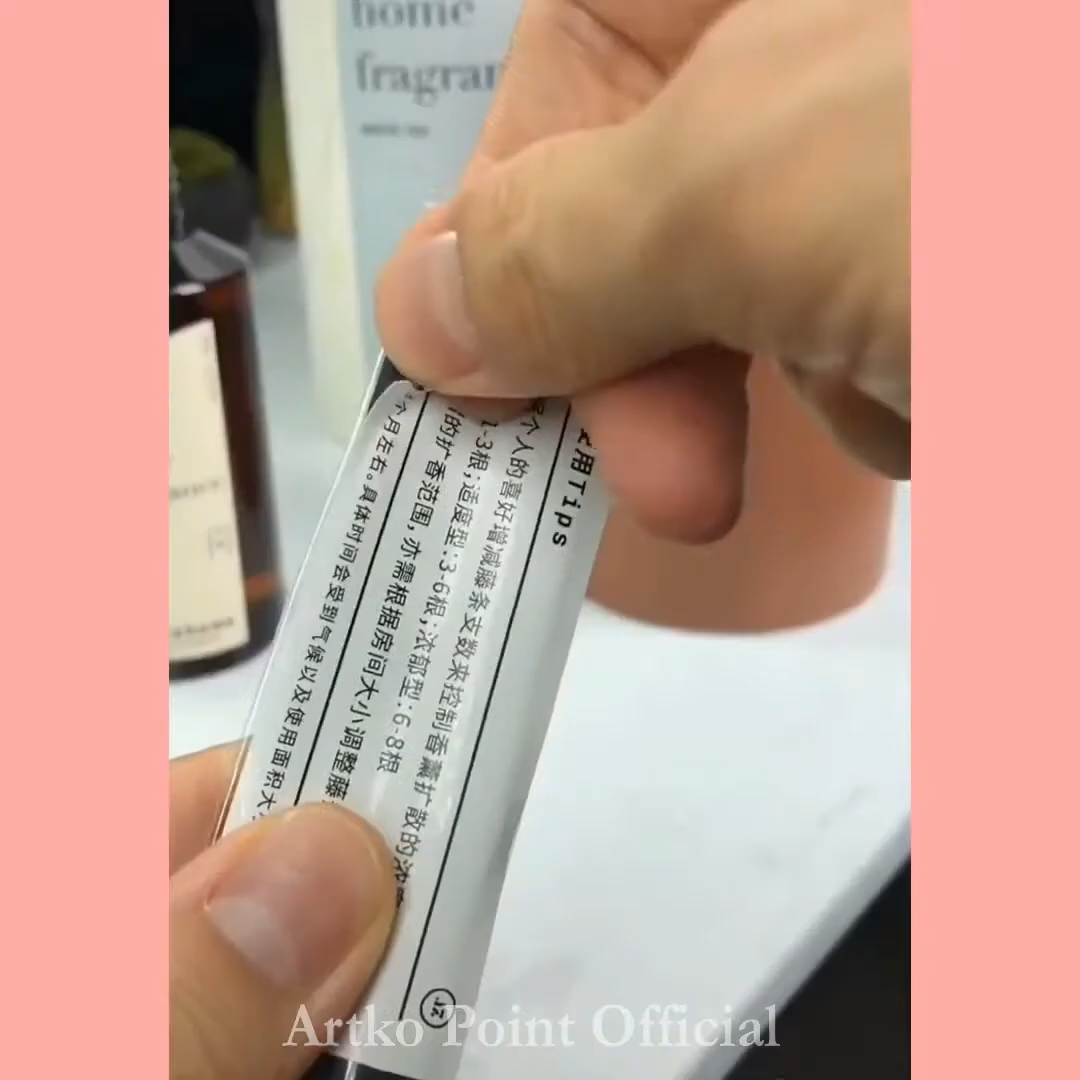 home
fragran
用Tips
个人的喜好增减藤条支数来控制香薰扩散的浓
1-3根;适度型:3-6根;浓郁型:6-8根
的扩香范围,亦需根据房间大小调整藤
个月左右。具体时间会受到气候以及使用面积大
Artko Point Official